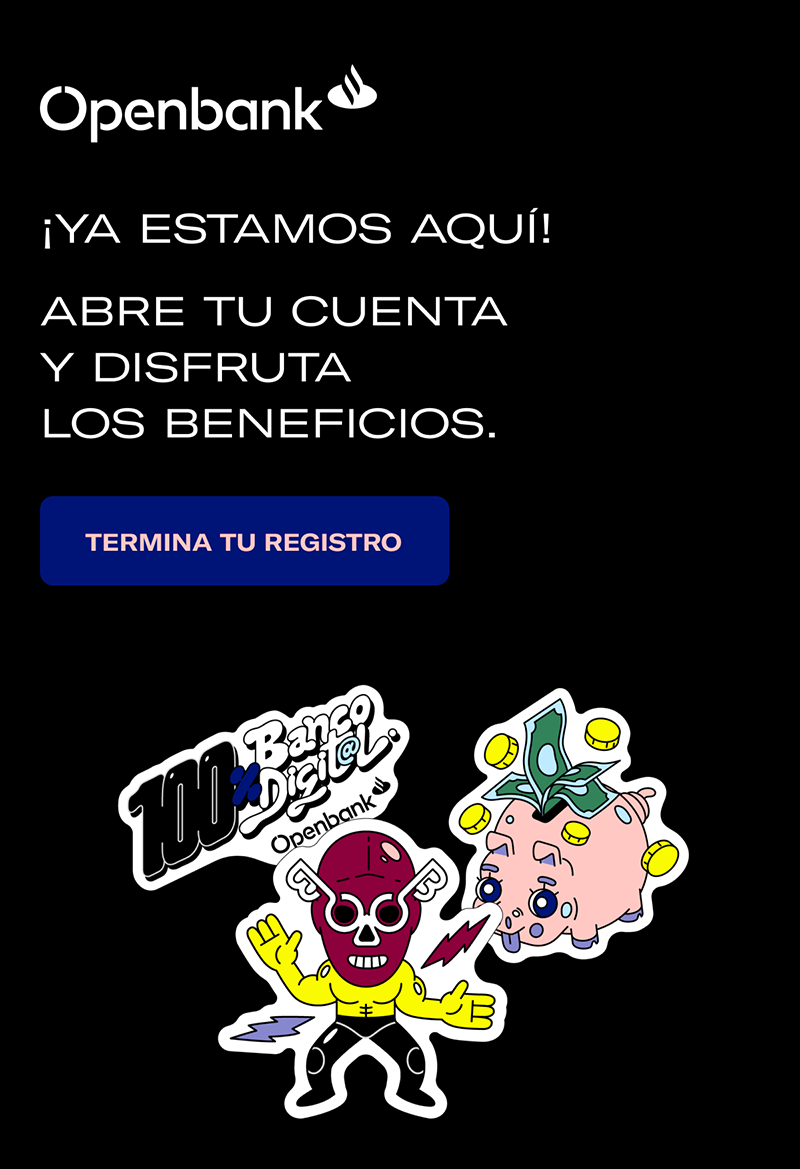 Openbank
¡YA ESTAMOS AQUÍ!
ABRE TU CUENTA
Y DISFRUTA
LOS BENEFICIOS.
TERMINA TU REGISTRO
100% Banco
Digit@l
Openbank